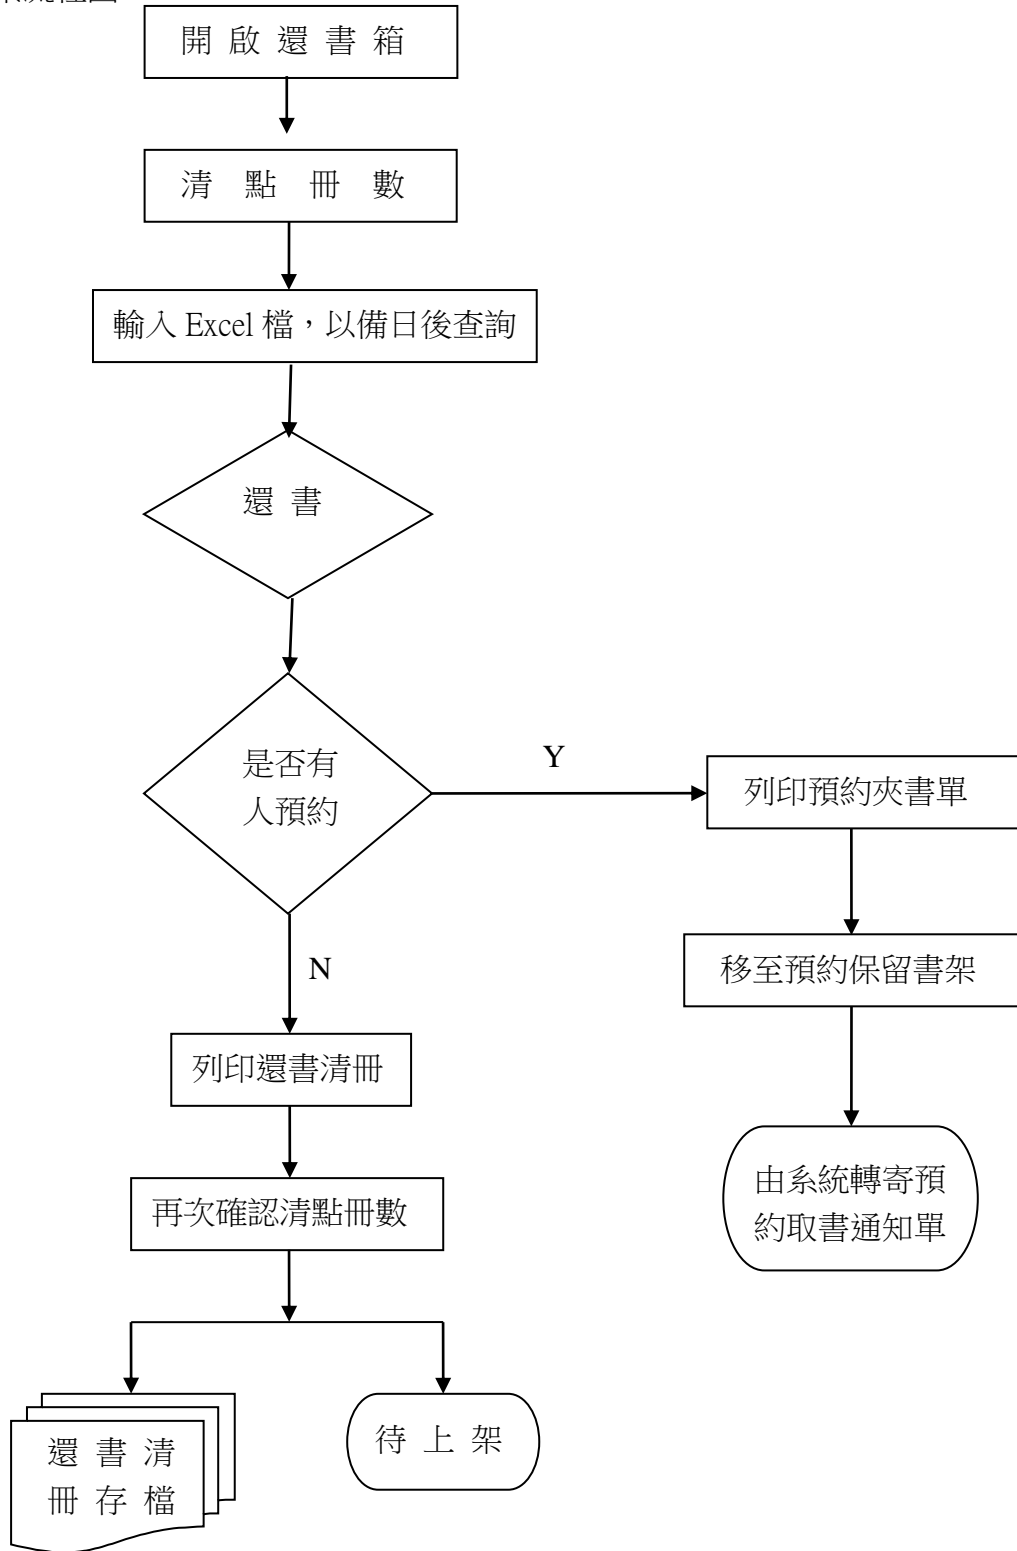 開 啟 還 書 箱
清 點 冊 數
輸入 Excel 檔，以備日後查詢
還 書
是否有
人預約
Y
列印預約夾書單
移至預約保留書架
N
列印還書清冊
由系統轉寄預
約取書通知單
再次確認清點冊數
待 上 架
還 書 清
冊 存 檔